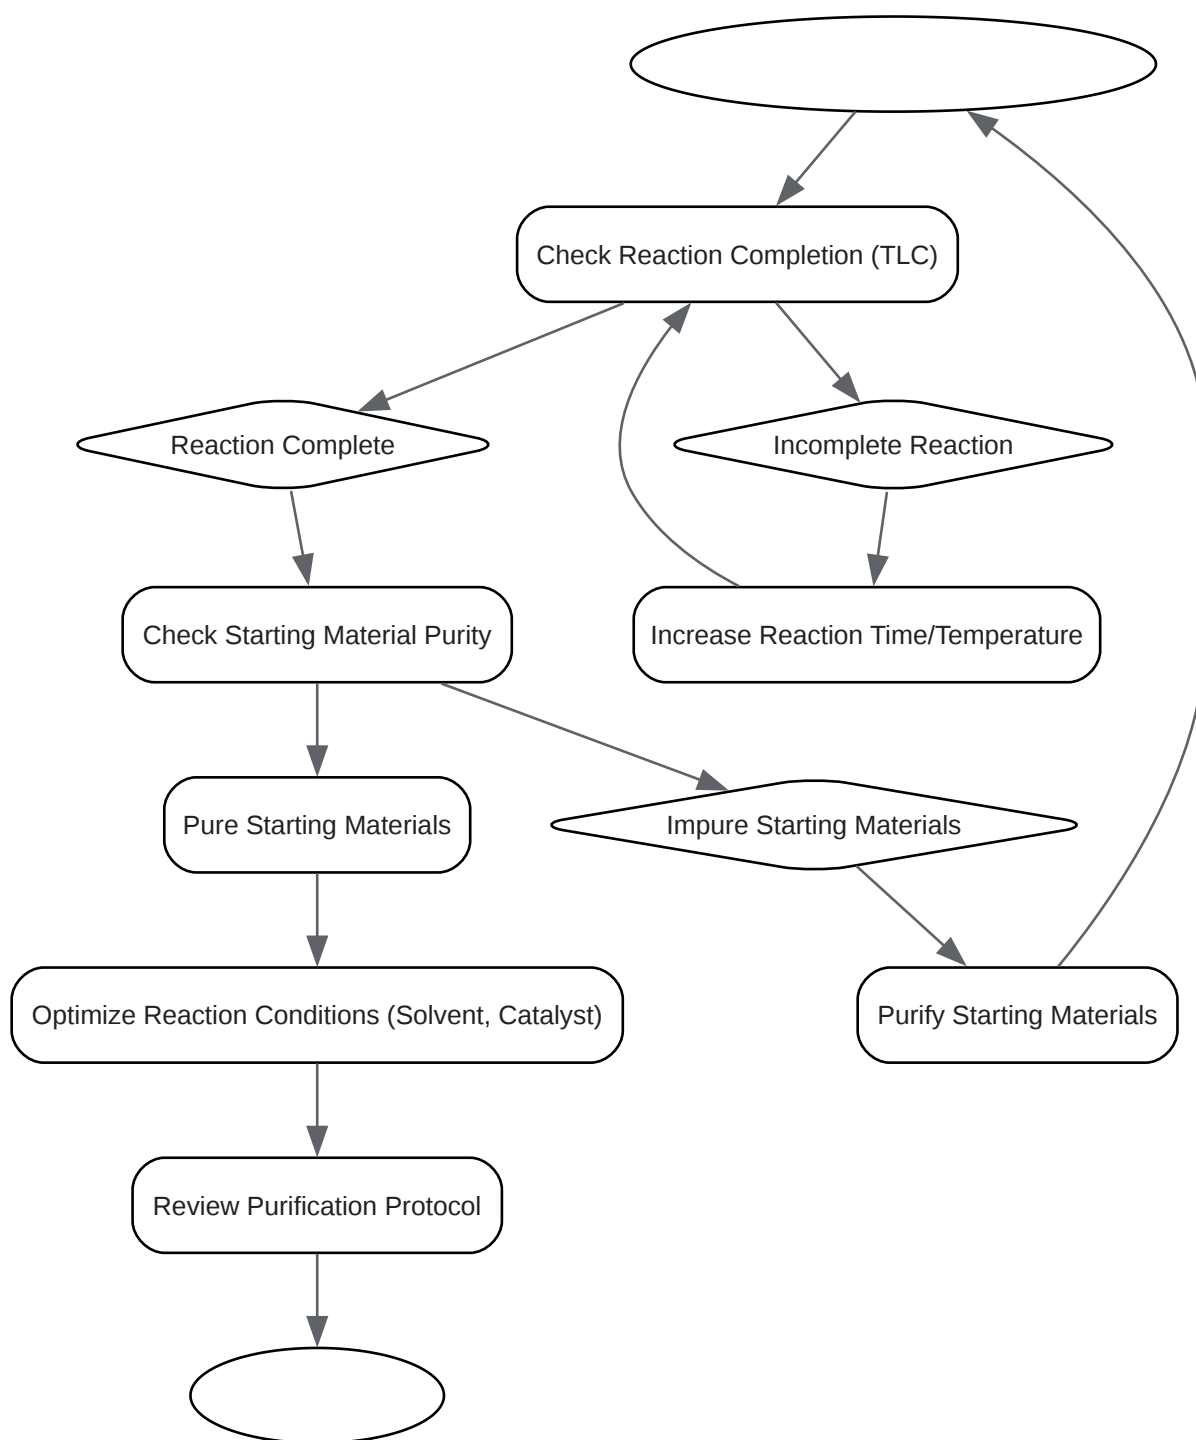 Check Reaction Completion (TLC)
Reaction Complete
Incomplete Reaction
Check Starting Material Purity
Increase Reaction Time/Temperature
Pure Starting Materials
Impure Starting Materials
Optimize Reaction Conditions (Solvent, Catalyst)
Purify Starting Materials
Review Purification Protocol